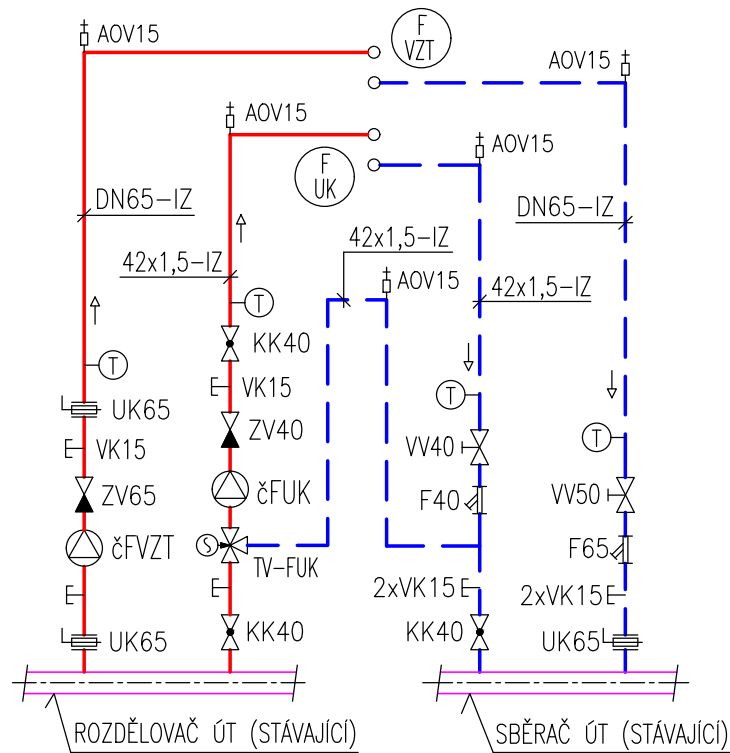 AOV15
F
VZT
AOV15
AOV15
AOV15
F
UK
DN65-IZ
DN65-IZ
42x1,5-IZ
42x1,5-IZ
AOV15
42x1,5-IZ
T
KK40
T
UK65
VK15
T
VK15
ZV40
T
VV40
ZV65
čFUK
F40
VV50
čFVZT
S
TV-FUK
F65
2xVK15
2xVK15
UK65
KK40
KK40
UK65
ROZDĚLOVAČ ÚT (STÁVAJÍCÍ)
SBĚRAČ ÚT (STÁVAJÍCÍ)